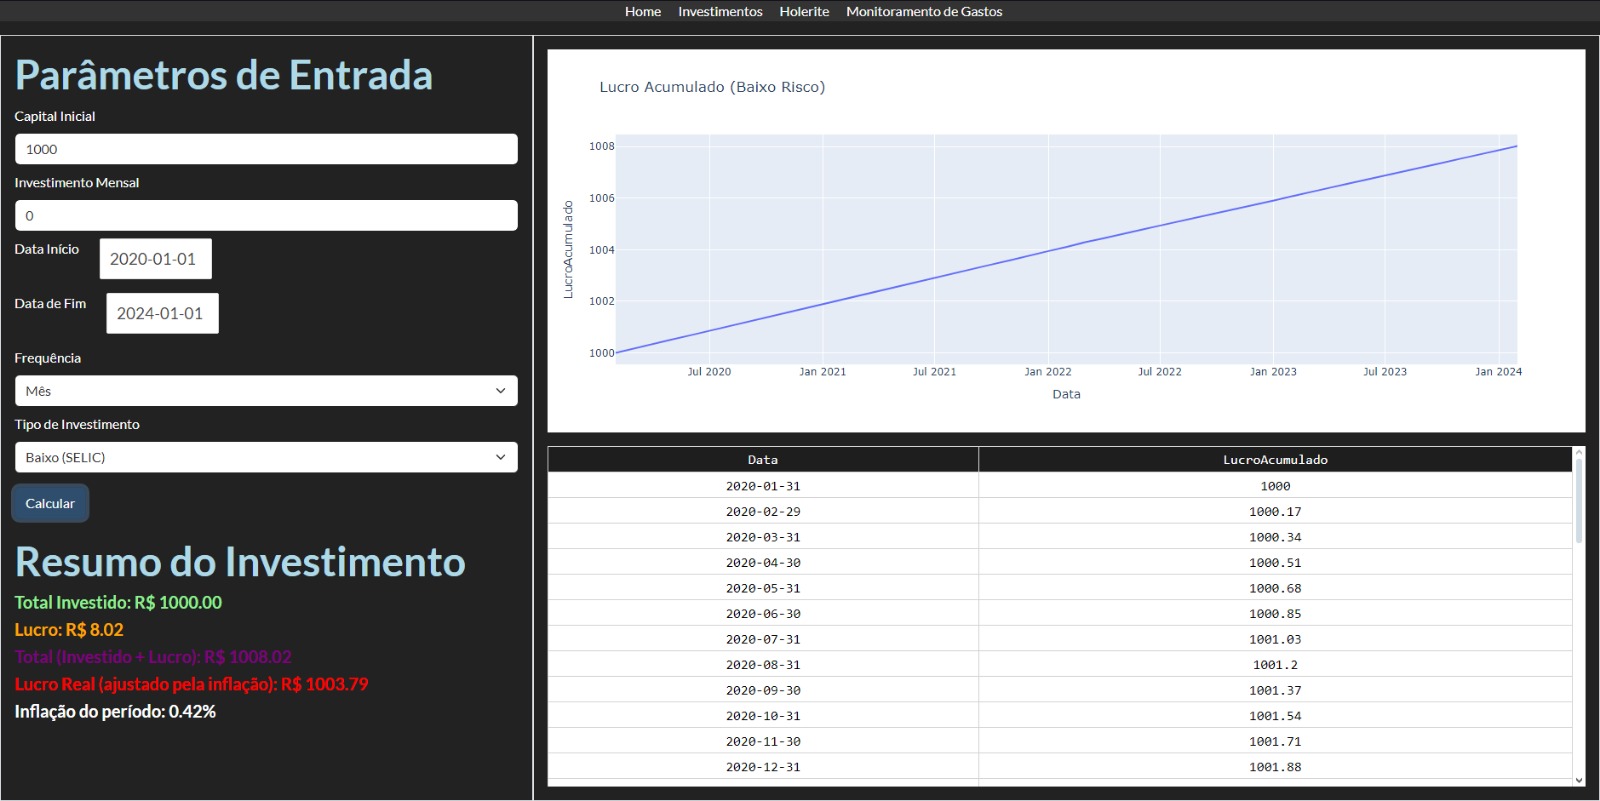 Home Investimentos Holerite Monitoramento de Gastos
Parâmetros de Entrada
Capital Inicial
1000
Investimento Mensal
0
Data Início 2020-01-01
Data de Fim 2024-01-01
Frequência
Mês
Tipo de Investimento
Baixo (SELIC)
Calcular
Resumo do Investimento
Total Investido: R$ 1000.00
Lucro: R$ 8.02
Total (Investido + Lucro): R$ 1008.02
Lucro Real (ajustado pela inflação): R$ 1003.79
Inflação do período: 0.42%
Lucro Acumulado (Baixo Risco)
LucroAcumulado
1008
1006
1004
1002
1000
Jul 2020 Jan 2021 Jul 2021 Jan 2022 Jul 2022 Jan 2023 Jul 2023 Jan 2024
Data
Data LucroAcumulado
2020-01-31 1000
2020-02-29 1000.17
2020-03-31 1000.34
2020-04-30 1000.51
2020-05-31 1000.68
2020-06-30 1000.85
2020-07-31 1001.03
2020-08-31 1001.2
2020-09-30 1001.37
2020-10-31 1001.54
2020-11-30 1001.71
2020-12-31 1001.88